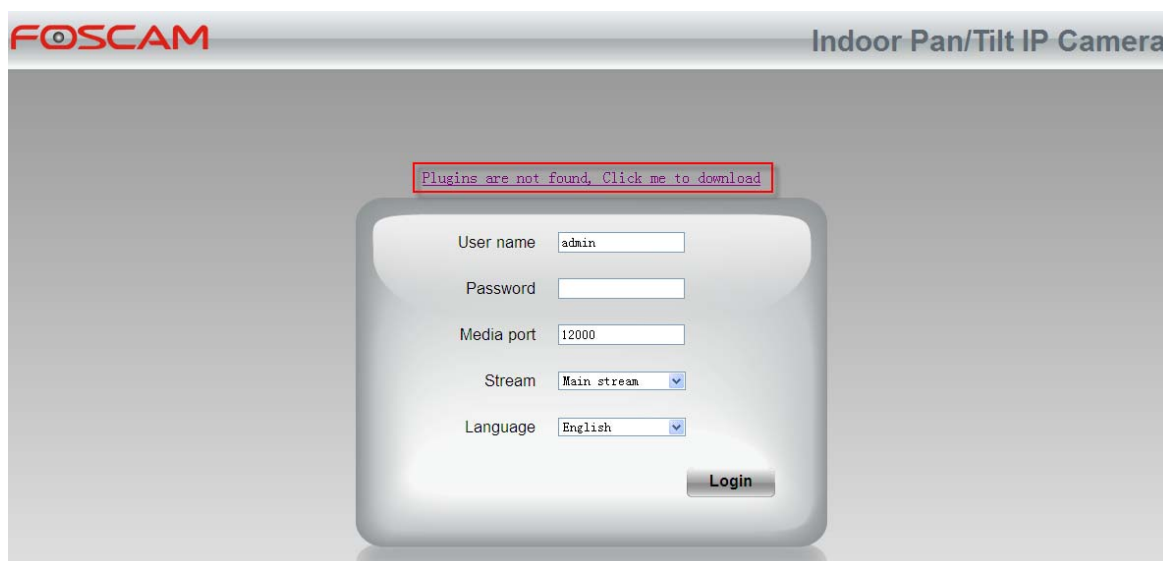 FOSCAM
Indoor Pan/Tilt IP Camera
Plugins are not found, Click me to download
User name admin
Password
Media port 12000
Stream Main stream
Language English
Login